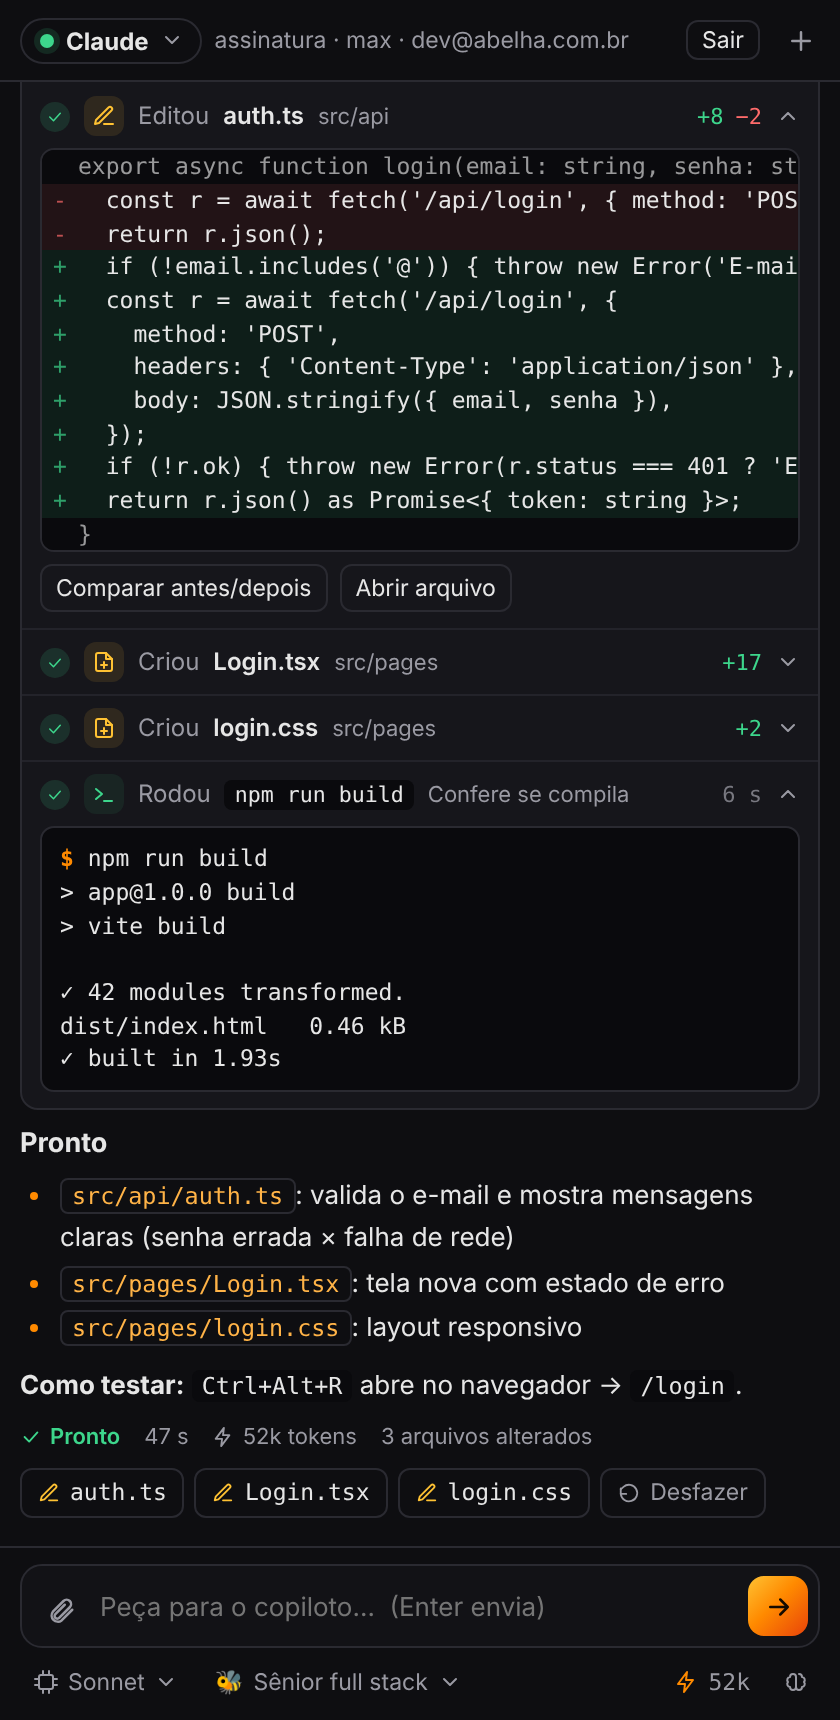 Claude assinatura · max · dev@abelha.com.br Sair
Editou auth.ts src/api +8 −2
export async function login(email: string, senha: st
- const r = await fetch('/api/login', { method: 'POS
- return r.json();
+ if (!email.includes('@')) { throw new Error('E-mai
+ const r = await fetch('/api/login', {
+ method: 'POST',
+ headers: { 'Content-Type': 'application/json' },
+ body: JSON.stringify({ email, senha }),
+ });
+ if (!r.ok) { throw new Error(r.status === 401 ? 'E
+ return r.json() as Promise<{ token: string }>;
}
Comparar antes/depois Abrir arquivo
Criou Login.tsx src/pages +17
Criou login.css src/pages +2
Rodou npm run build Confere se compila 6 s
$ npm run build
> app@1.0.0 build
> vite build
✓ 42 modules transformed.
dist/index.html 0.46 kB
✓ built in 1.93s
Pronto
• src/api/auth.ts: valida o e-mail e mostra mensagens
claras (senha errada × falha de rede)
• src/pages/Login.tsx: tela nova com estado de erro
• src/pages/login.css: layout responsivo
Como testar: Ctrl+Alt+R abre no navegador → /login.
✓ Pronto 47 s 52k tokens 3 arquivos alterados
auth.ts Login.tsx login.css Desfazer
Peça para o copiloto… (Enter envia)
Sonnet Sênior full stack 52k